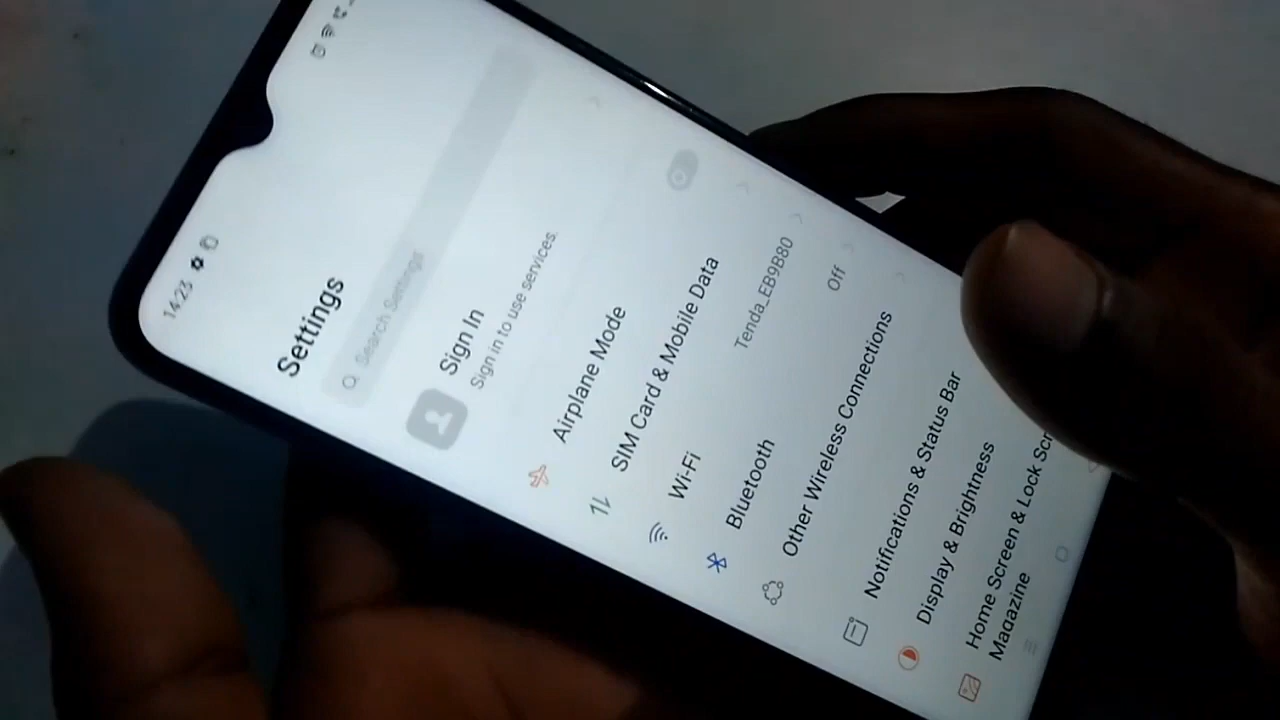 14:23
Settings
Search Settings
Sign In
Sign in to use services.
Airplane Mode
SIM Card & Mobile Data
Wi-Fi Tenda_EB9B80
Bluetooth Off
Other Wireless Connections
Notifications & Status Bar
Display & Brightness
Home Screen & Lock Scr
Magazine